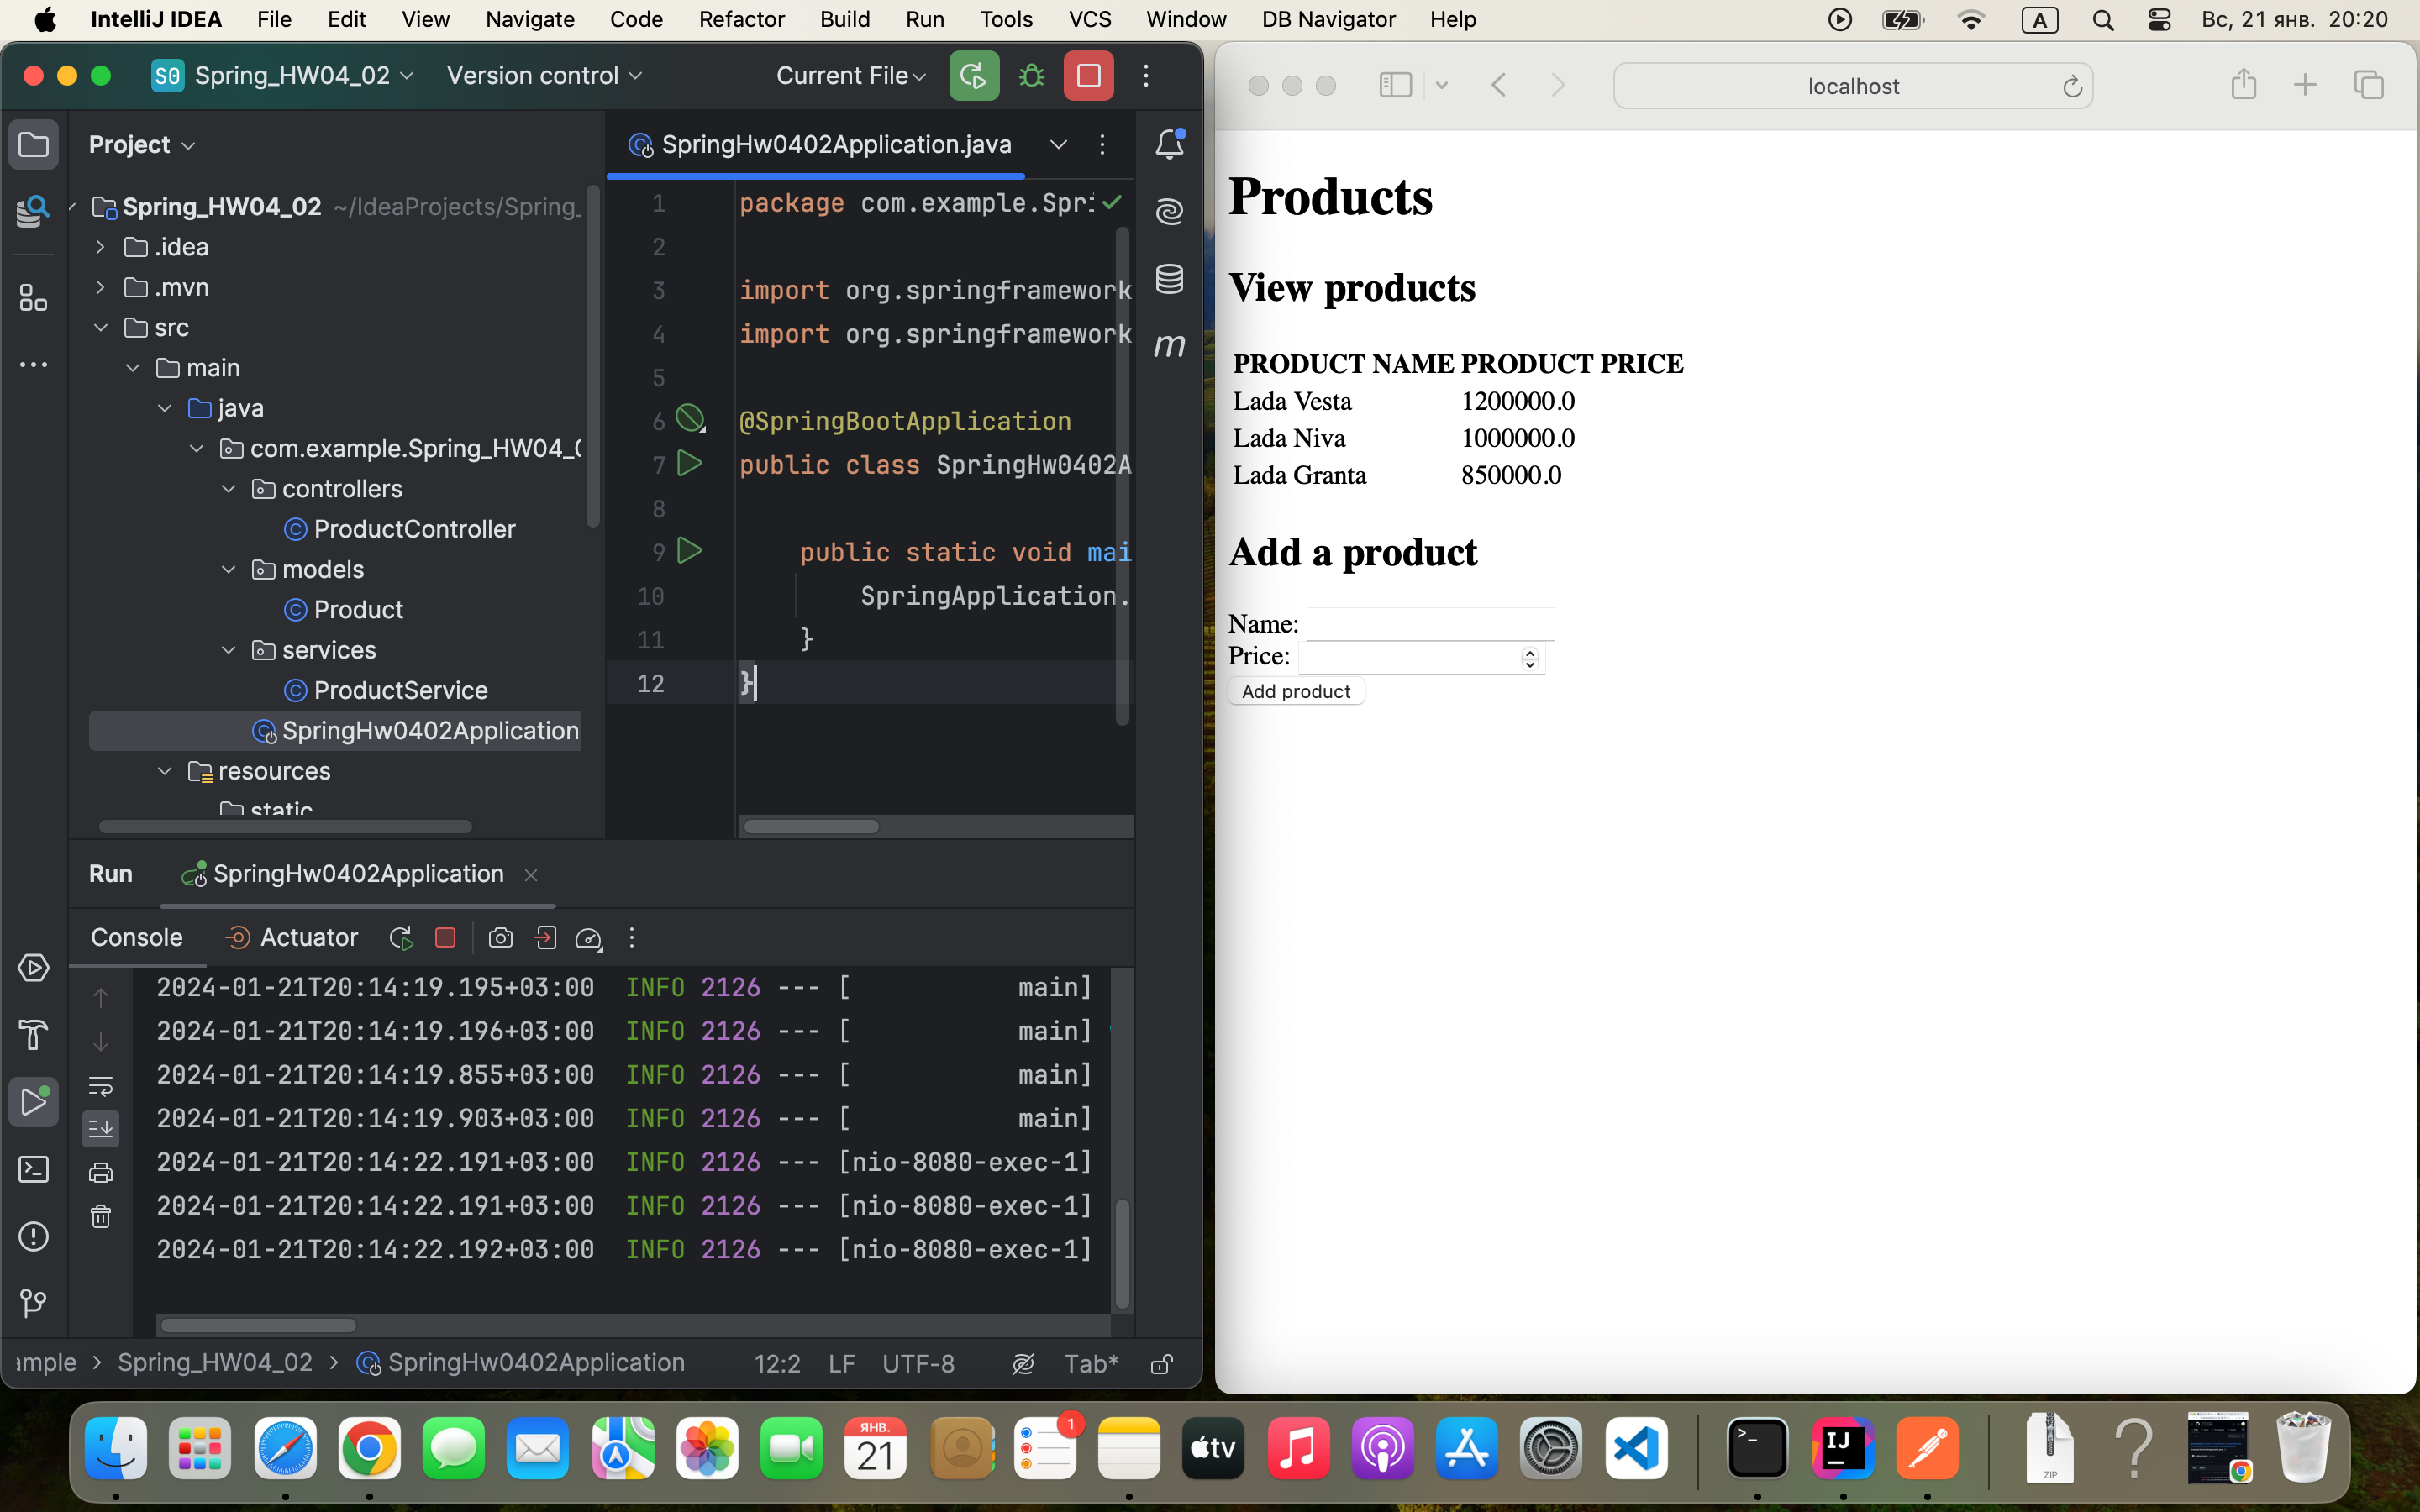 IntelliJ IDEA File Edit View Navigate Code Refactor Build Run Tools VCS Window DB Navigator Help A Вс, 21 янв. 20:20
S0 Spring_HW04_02 Version control Current File
Project
Spring_HW04_02 ~/IdeaProjects/Spring_
.idea
.mvn
src
main
java
com.example.Spring_HW04_0
controllers
ProductController
models
Product
services
ProductService
SpringHw0402Application
resources
static
SpringHw0402Application.java
1 package com.example.Spri
2
3 import org.springframework
4 import org.springframework
5
6 @SpringBootApplication
7 public class SpringHw0402A
8
9 public static void mai
10 SpringApplication.
11 }
12 }
m
Run SpringHw0402Application
Console Actuator
2024-01-21T20:14:19.195+03:00 INFO 2126 --- [ main]
2024-01-21T20:14:19.196+03:00 INFO 2126 --- [ main]
2024-01-21T20:14:19.855+03:00 INFO 2126 --- [ main]
2024-01-21T20:14:19.903+03:00 INFO 2126 --- [ main]
2024-01-21T20:14:22.191+03:00 INFO 2126 --- [nio-8080-exec-1]
2024-01-21T20:14:22.191+03:00 INFO 2126 --- [nio-8080-exec-1]
2024-01-21T20:14:22.192+03:00 INFO 2126 --- [nio-8080-exec-1]
ample > Spring_HW04_02 > SpringHw0402Application 12:2 LF UTF-8 Tab*
localhost
Products
View products
PRODUCT NAME PRODUCT PRICE
Lada Vesta 1200000.0
Lada Niva 1000000.0
Lada Granta 850000.0
Add a product
Name:
Price:
Add product
ЯНВ.
21
1
tv
IJ
ZIP